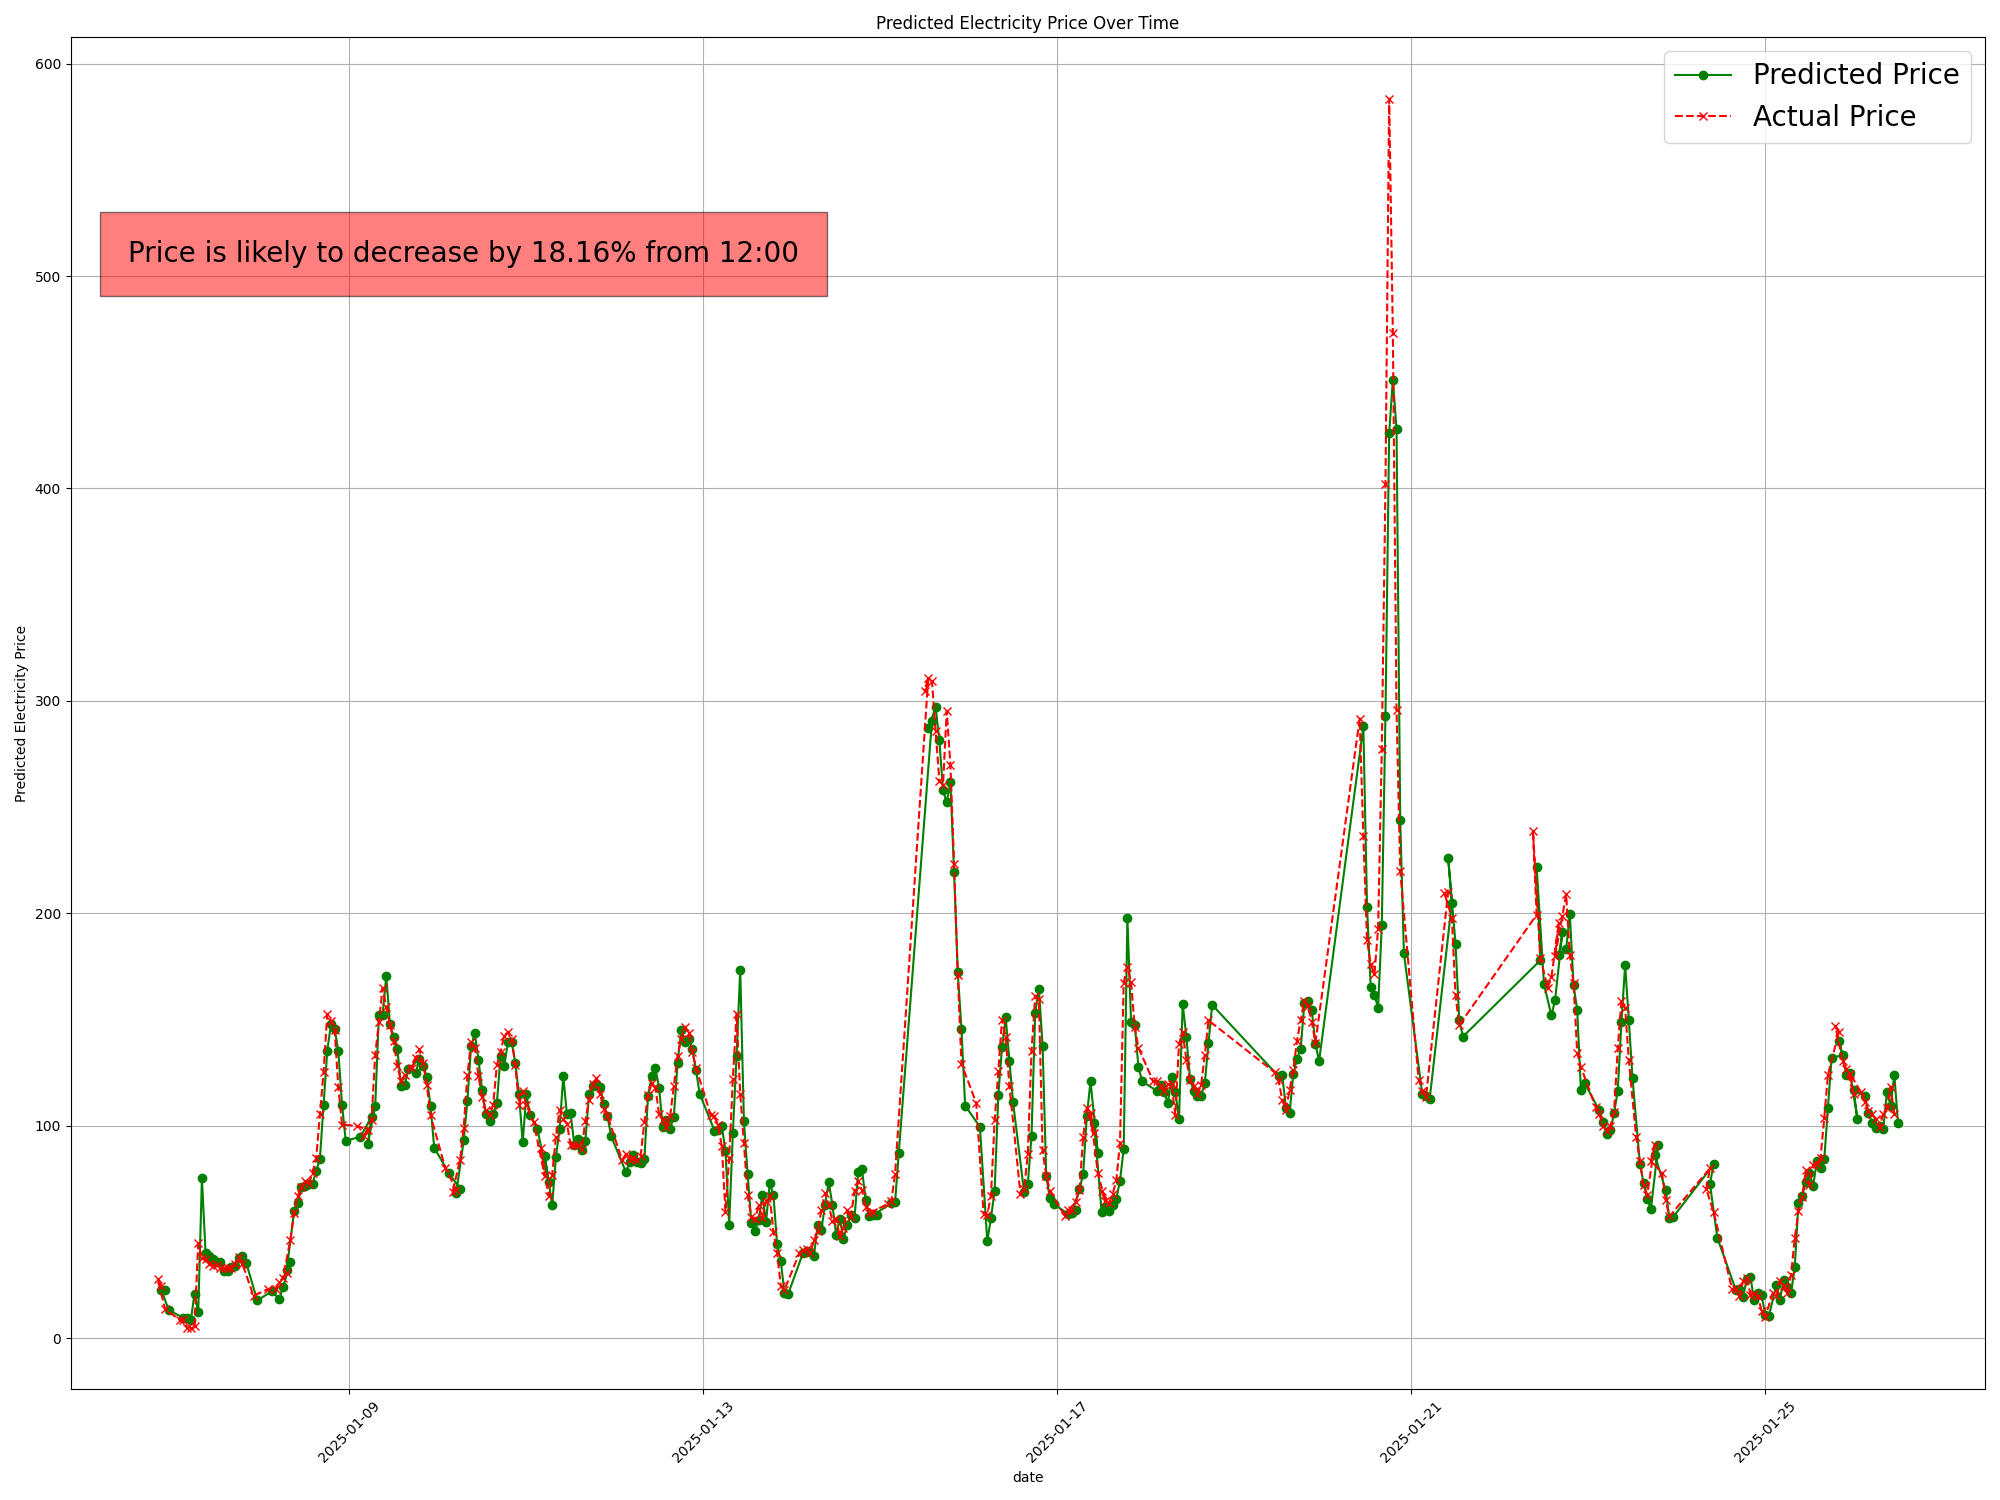 Predicted Electricity Price Over Time
Predicted Price
Actual Price
Price is likely to decrease by 18.16% from 12:00
Predicted Electricity Price
600
500
400
300
200
100
0
2025-01-09
2025-01-13
2025-01-17
2025-01-21
2025-01-25
date